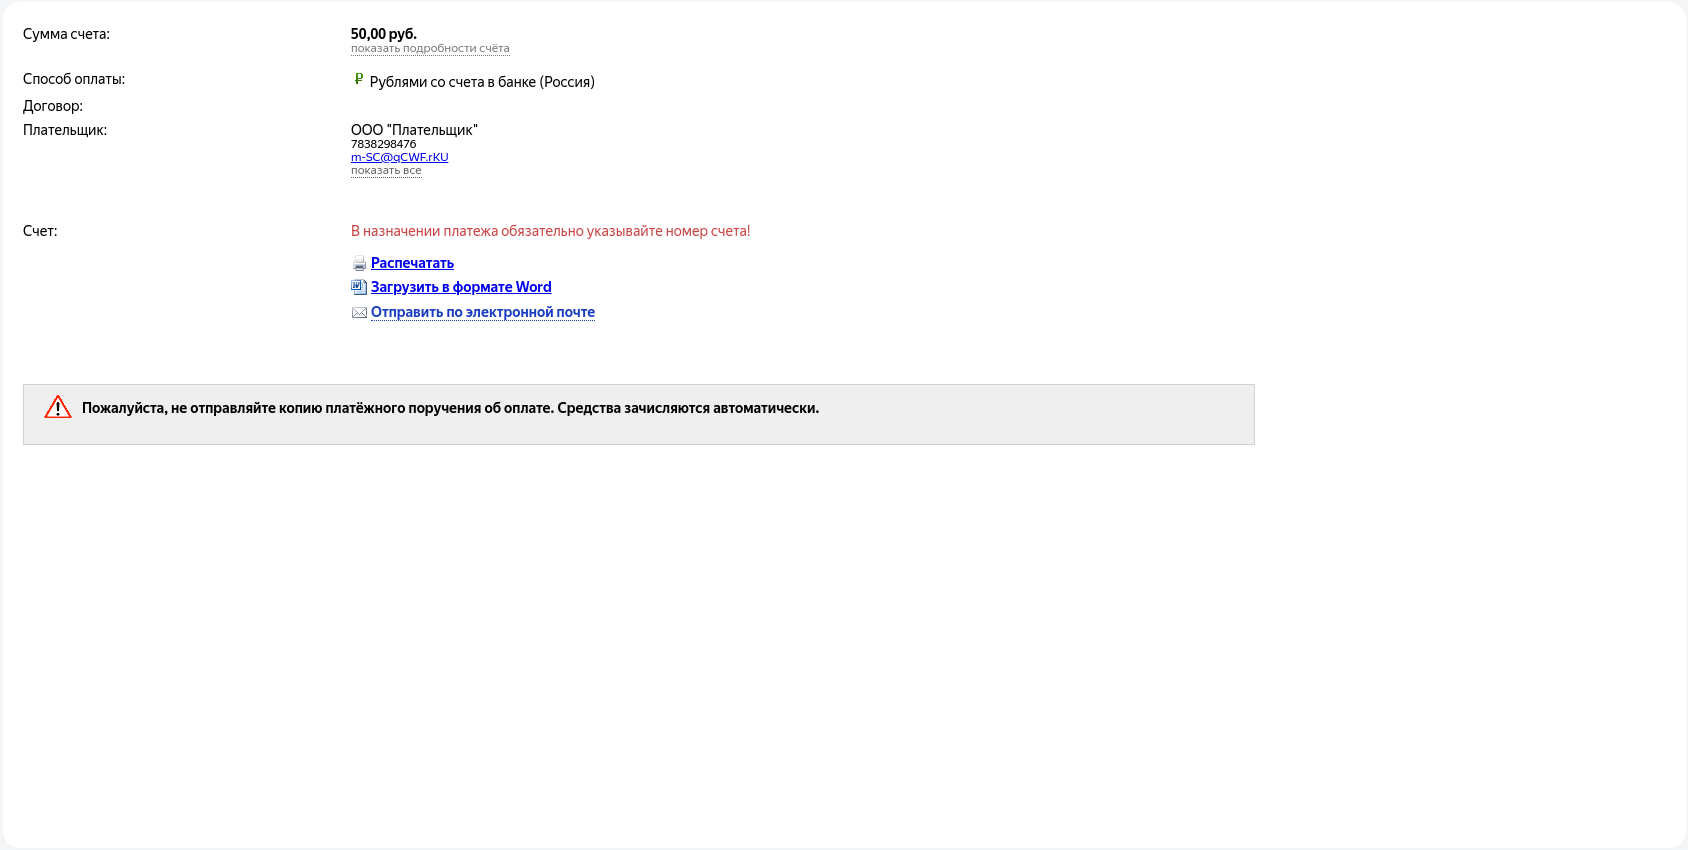 Сумма счета:
50,00 руб.
показать подробности счёта
Способ оплаты:
Рублями со счета в банке (Россия)
Договор:
Плательщик:
ООО "Плательщик"
7838298476
m-SC@qCWF.rKU
показать все
Счет:
В назначении платежа обязательно указывайте номер счета!
Распечатать
Загрузить в формате Word
Отправить по электронной почте
Пожалуйста, не отправляйте копию платёжного поручения об оплате. Средства зачисляются автоматически.